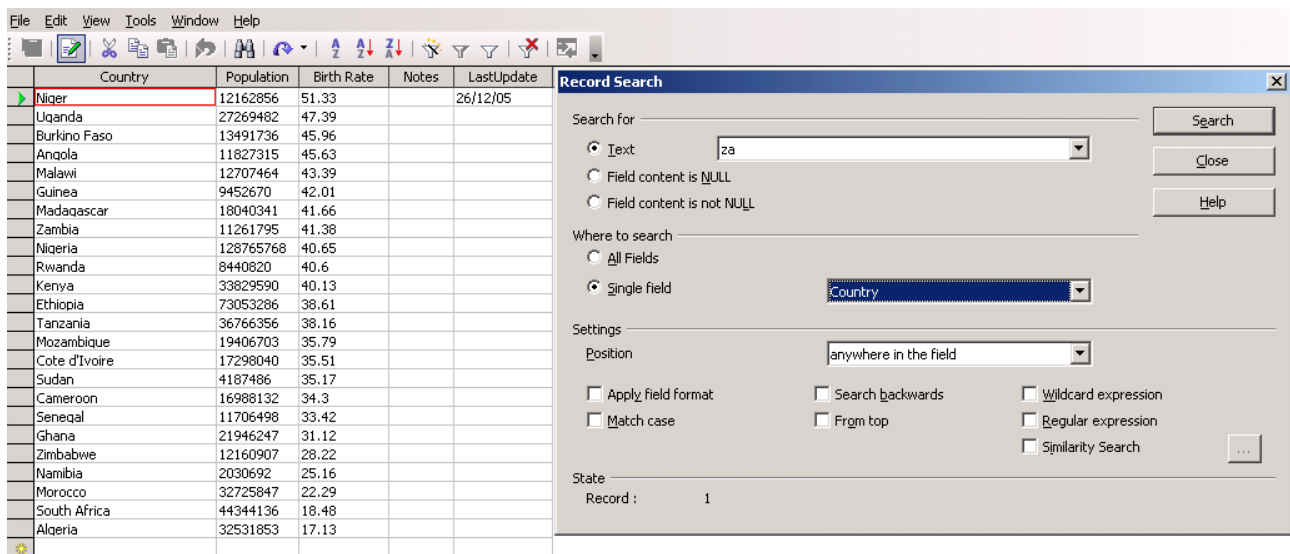 File Edit View Tools Window Help
Country Population Birth Rate Notes LastUpdate
Niger 12162856 51.33 26/12/05
Uganda 27269482 47.39
Burkino Faso 13491736 45.96
Angola 11827315 45.63
Malawi 12707464 43.39
Guinea 9452670 42.01
Madagascar 18040341 41.66
Zambia 11261795 41.38
Nigeria 128765768 40.65
Rwanda 8440820 40.6
Kenya 33829590 40.13
Ethiopia 73053286 38.61
Tanzania 36766356 38.16
Mozambique 19406703 35.79
Cote d'Ivoire 17298040 35.51
Sudan 4187486 35.17
Cameroon 16988132 34.3
Senegal 11706498 33.42
Ghana 21946247 31.12
Zimbabwe 12160907 28.22
Namibia 2030692 25.16
Morocco 32725847 22.29
South Africa 44344136 18.48
Algeria 32531853 17.13
Record Search
Search for
Text za
Field content is NULL
Field content is not NULL
Search
Close
Help
Where to search
All Fields
Single field Country
Settings
Position anywhere in the field
Apply field format Search backwards Wildcard expression
Match case From top Regular expression
Similarity Search ...
State
Record : 1